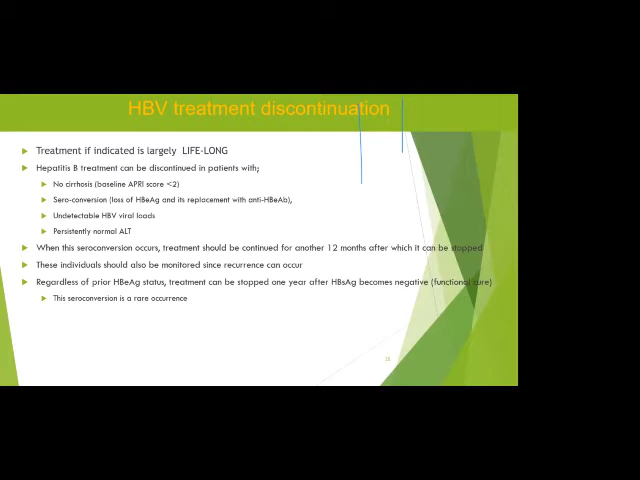 HBV treatment discontinuation
Treatment if indicated is largely LIFE-LONG
Hepatitis B treatment can be discontinued in patients with;
No cirrhosis (baseline APRI score <2)
Sero-conversion (loss of HBeAg and its replacement with anti-HBeAb),
Undetectable HBV viral loads
Persistently normal ALT
When this seroconversion occurs, treatment should be continued for another 12 months after which it can be stopped
These individuals should also be monitored since recurrence can occur
Regardless of prior HBeAg status, treatment can be stopped one year after HBsAg becomes negative (functional cure)
This seroconversion is a rare occurrence